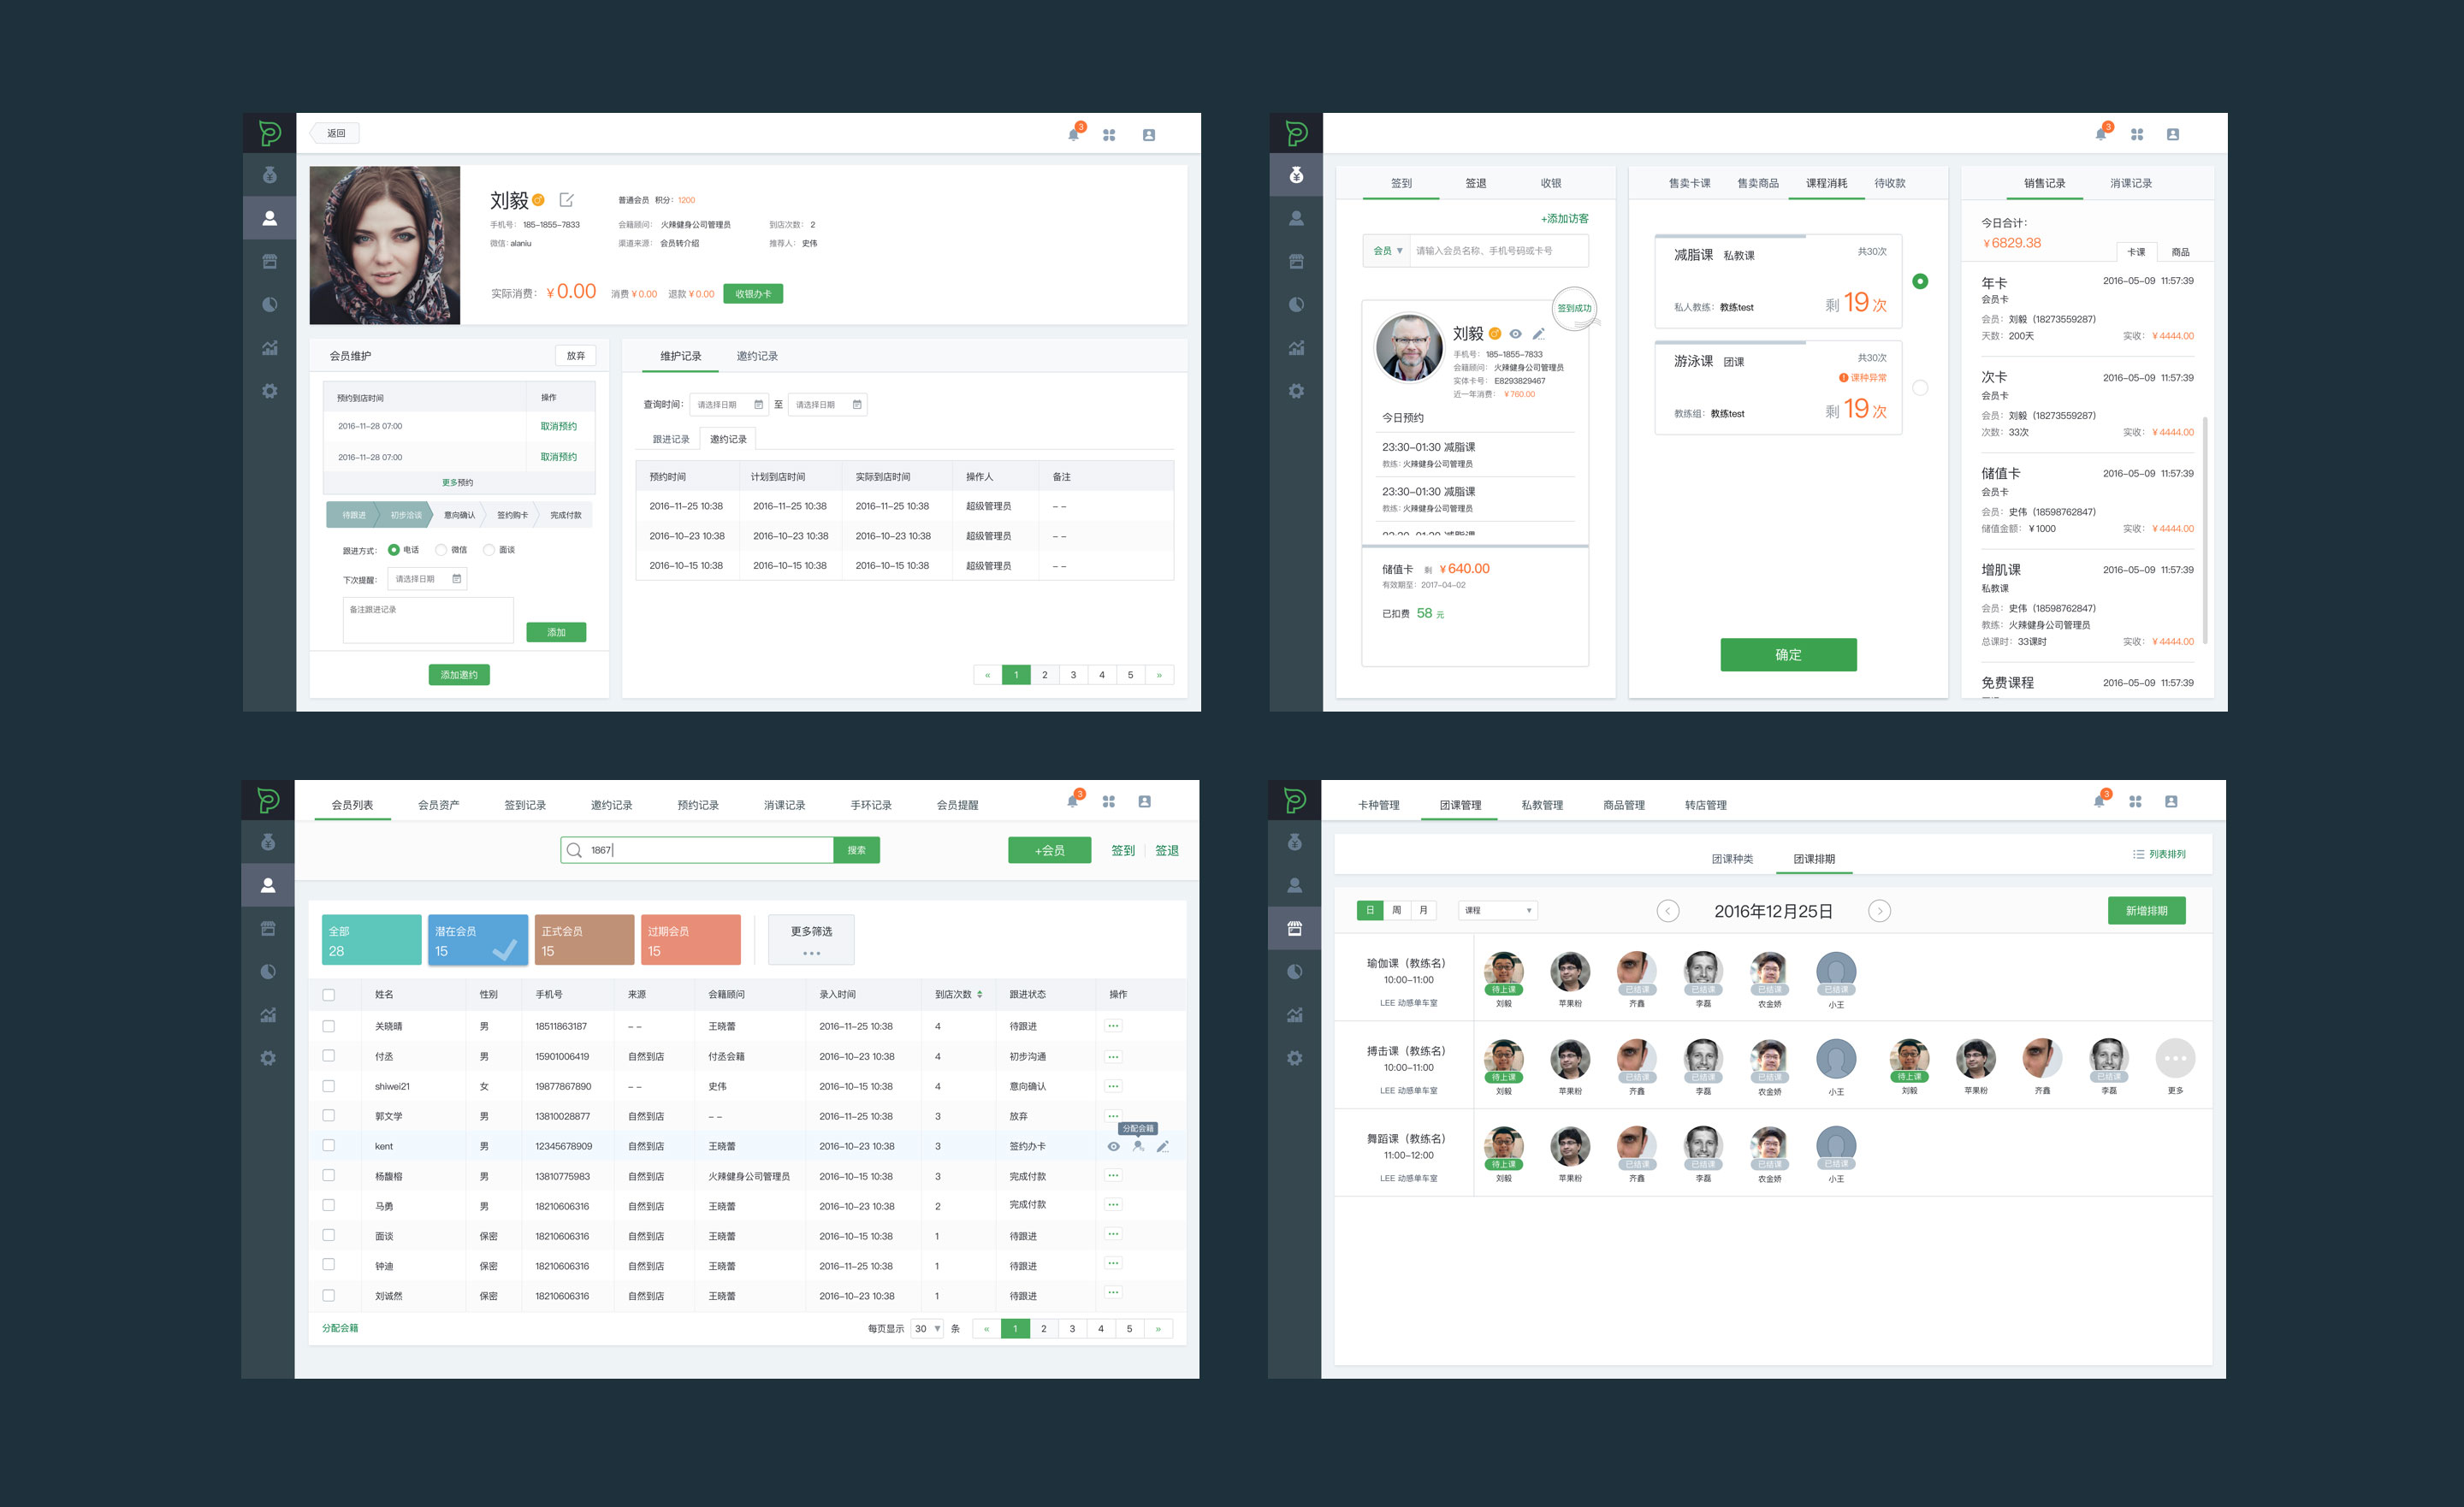 返回
3
刘毅
普通会员 积分： 1200
手机号： 185-1855-7833
会籍顾问： 火辣健身公司管理员
到店次数： 2
微信: alaniu
渠道来源： 会员转介绍
推荐人： 史伟
实际消费： ￥0.00 消费￥0.00 退款￥0.00 收银办卡
会员维护 放弃
预约到店时间 操作
2016-11-28 07:00 取消预约
2016-11-28 07:00 取消预约
更多预约
待跟进 初步洽谈 意向确认 签约购卡 完成付款
跟进方式： 电话 微信 面谈
下次提醒： 请选择日期
备注跟进记录
添加
添加邀约
维护记录 邀约记录
查询时间： 请选择日期 至 请选择日期
跟进记录 邀约记录
预约时间 计划到店时间 实际到店时间 操作人 备注
2016-11-25 10:38 2016-11-25 10:38 2016-11-25 10:38 超级管理员 – –
2016-10-23 10:38 2016-10-23 10:38 2016-10-23 10:38 超级管理员 – –
2016-10-15 10:38 2016-10-15 10:38 2016-10-15 10:38 超级管理员 – –
« 1 2 3 4 5 »
3
签到 签退 收银
+添加访客
会员 ▼ 请输入会员名称、手机号码或卡号
签到成功
刘毅
手机号： 185-1855-7833
会籍顾问： 火辣健身公司管理员
实体卡号： E8293829467
近一年消费： ￥760.00
今日预约
23:30-01:30 减脂课
教练: 火辣健身公司管理员
23:30-01:30 减脂课
教练: 火辣健身公司管理员
23:30-01:30 减脂课
储值卡 剩 ￥640.00
有效期至： 2017-04-02
已扣费 58 元
售卖卡课 售卖商品 课程消耗 待收款
减脂课 私教课 共30次
私人教练： 教练test 剩 19 次
游泳课 团课 共30次
课种异常
教练组： 教练test 剩 19 次
确定
销售记录 消课记录
今日合计：
￥6829.38
卡课 商品
年卡 2016-05-09 11:57:39
会员卡
会员： 刘毅（18273559287）
天数： 200天 实收： ￥4444.00
次卡 2016-05-09 11:57:39
会员卡
会员： 刘毅（18273559287）
次数： 33次 实收： ￥4444.00
储值卡 2016-05-09 11:57:39
会员卡
会员： 史伟（18598762847）
储值金额： ￥1000 实收： ￥4444.00
增肌课 2016-05-09 11:57:39
私教课
会员： 史伟（18598762847）
教练： 火辣健身公司管理员
总课时： 33课时 实收： ￥4444.00
免费课程 2016-05-09 11:57:39
会员列表 会员资产 签到记录 邀约记录 预约记录 消课记录 手环记录 会员提醒 3
1867 搜索 +会员 签到 签退
全部 潜在会员 正式会员 过期会员 更多筛选
28 15 15 15 •••
姓名 性别 手机号 来源 会籍顾问 录入时间 到店次数 跟进状态 操作
关晓晴 男 18511863187 – – 王晓蕾 2016-11-25 10:38 4 待跟进
付丞 男 15901006419 自然到店 付丞会籍 2016-10-23 10:38 4 初步沟通
shiwei21 女 19877867890 – – 史伟 2016-10-15 10:38 4 意向确认
郭文学 男 13810028877 自然到店 – – 2016-11-25 10:38 3 放弃
分配会籍
kent 男 12345678909 自然到店 王晓蕾 2016-10-23 10:38 3 签约办卡
杨馥榕 男 13810775983 自然到店 火辣健身公司管理员 2016-10-15 10:38 3 完成付款
马勇 男 18210606316 自然到店 王晓蕾 2016-10-23 10:38 2 完成付款
面谈 保密 18210606316 自然到店 王晓蕾 2016-10-15 10:38 1 待跟进
钟迪 保密 18210606316 自然到店 王晓蕾 2016-11-25 10:38 1 待跟进
刘诚然 保密 18210606316 自然到店 王晓蕾 2016-10-23 10:38 1 待跟进
分配会籍 每页显示 30 ▼ 条 « 1 2 3 4 5 »
卡种管理 团课管理 私教管理 商品管理 转店管理 3
团课种类 团课排期 列表排列
日 周 月 课程 ▼ 2016年12月25日 新增排期
瑜伽课（教练名）
10:00-11:00
LEE 动感单车室
待上课 已结课 已结课 已结课 已结课
刘毅 苹果粉 齐鑫 李磊 农金娇 小王
搏击课（教练名）
10:00-11:00
LEE 动感单车室
待上课 已结课 已结课 已结课 已结课 待上课 已结课
刘毅 苹果粉 齐鑫 李磊 农金娇 小王 刘毅 苹果粉 齐鑫 李磊 更多
舞蹈课（教练名）
11:00-12:00
LEE 动感单车室
待上课 已结课 已结课 已结课 已结课
刘毅 苹果粉 齐鑫 李磊 农金娇 小王